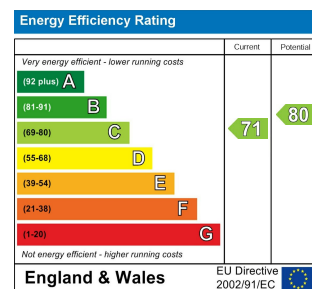 Energy Efficiency Rating
Current Potential
Very energy efficient - lower running costs
(92 plus) A
(81-91) B
(69-80) C
(55-68) D
(39-54) E
(21-38) F
(1-20) G
71
80
Not energy efficient - higher running costs
England & Wales
EU Directive
2002/91/EC